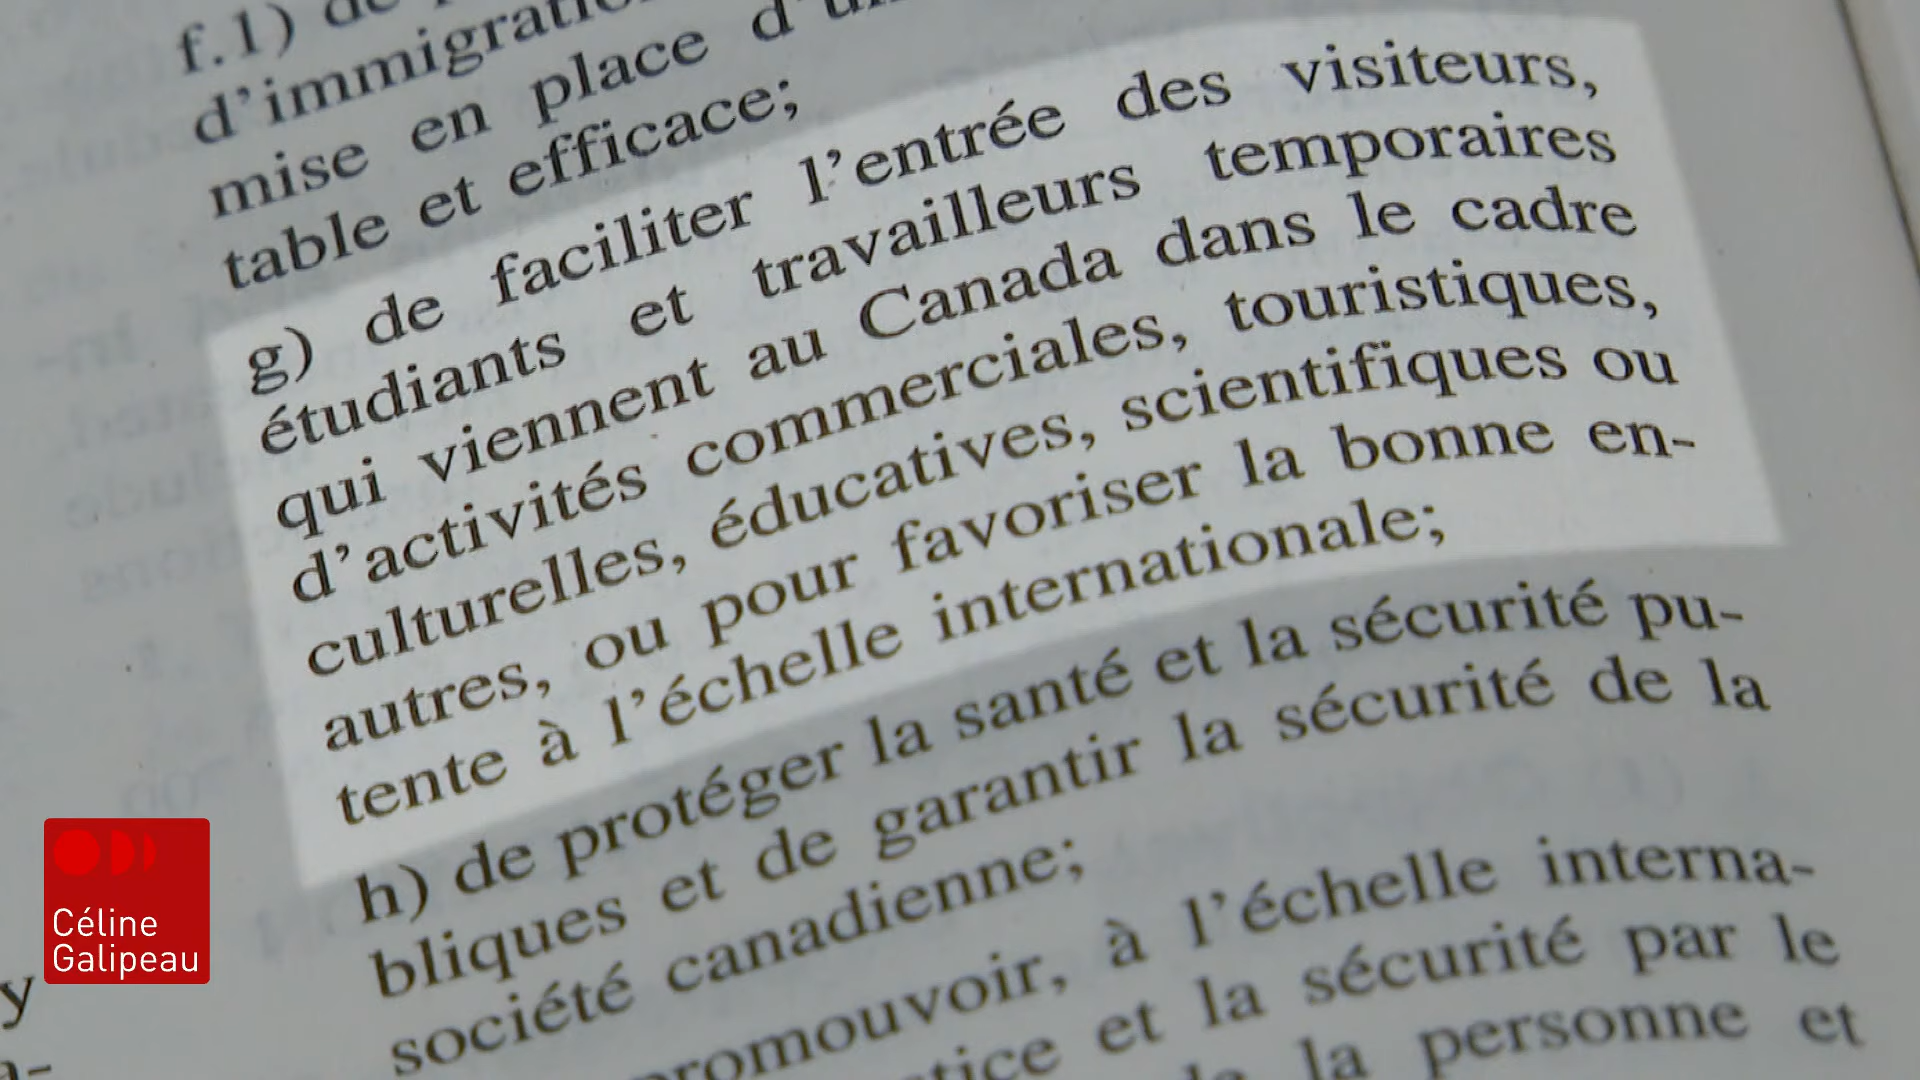 f.1) de
d'immigration
mise en place d'un
table et efficace;
g) de faciliter l'entrée des visiteurs,
étudiants et travailleurs temporaires
qui viennent au Canada dans le cadre
d'activités commerciales, touristiques,
culturelles, éducatives, scientifiques ou
autres, ou pour favoriser la bonne en-
tente à l'échelle internationale;
h) de protéger la santé et la sécurité pu-
bliques et de garantir la sécurité de la
société canadienne;
promouvoir, à l'échelle interna-
tice et la sécurité par le
la personne et
y
a-
Céline
Galipeau